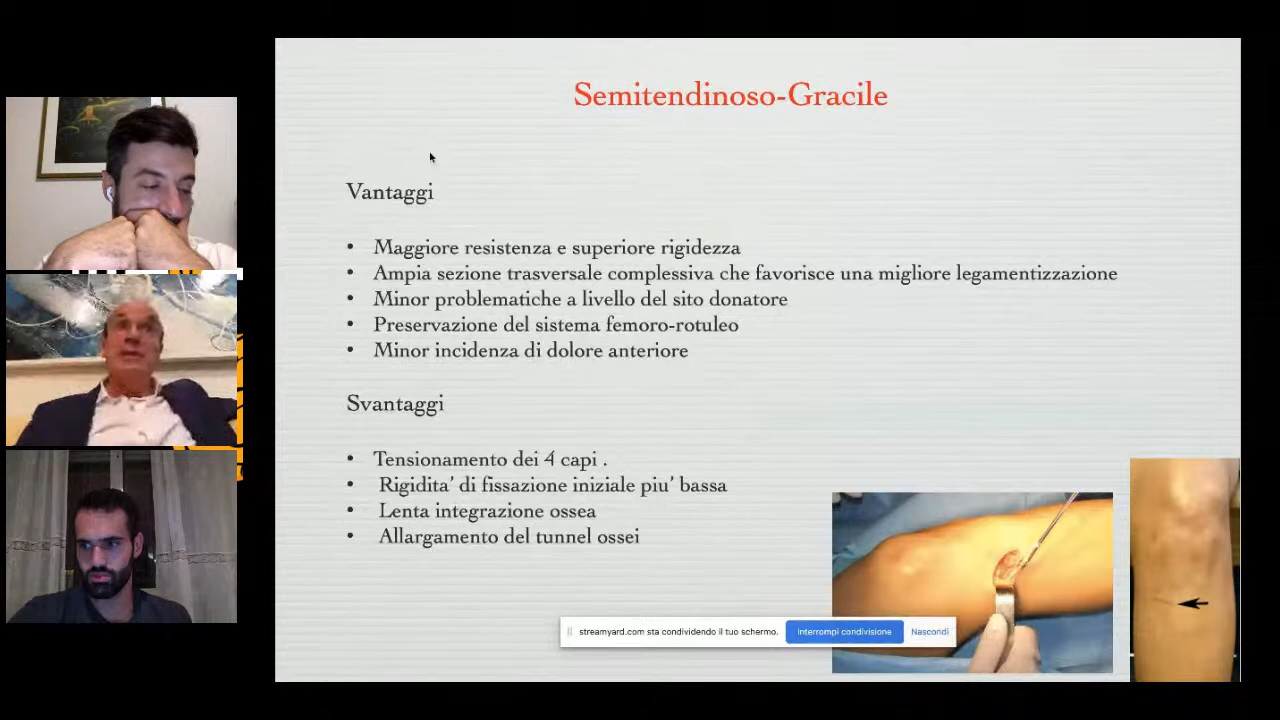 Semitendinoso-Gracile
Vantaggi
• Maggiore resistenza e superiore rigidezza
• Ampia sezione trasversale complessiva che favorisce una migliore legamentizzazione
• Minor problematiche a livello del sito donatore
• Preservazione del sistema femoro-rotuleo
• Minor incidenza di dolore anteriore
Svantaggi
• Tensionamento dei 4 capi .
• Rigidita' di fissazione iniziale piu' bassa
• Lenta integrazione ossea
• Allargamento del tunnel ossei
streamyard.com sta condividendo il tuo schermo. Interrompi condivisione Nascondi